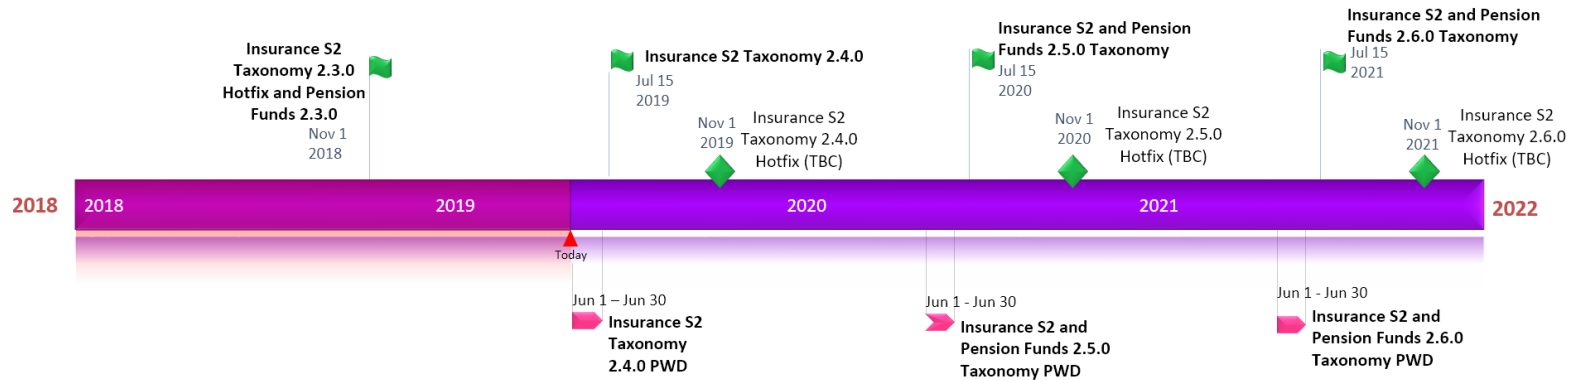 Insurance S2
Taxonomy 2.3.0
Hotfix and Pension
Funds 2.3.0
Nov 1
2018
Insurance S2 Taxonomy 2.4.0
Jul 15
2019
Nov 1
2019
Insurance S2
Taxonomy 2.4.0
Hotfix (TBC)
Insurance S2 and Pension
Funds 2.5.0 Taxonomy
Jul 15
2020
Nov 1
2020
Insurance S2
Taxonomy 2.5.0
Hotfix (TBC)
Insurance S2 and Pension
Funds 2.6.0 Taxonomy
Jul 15
2021
Nov 1
2021
Insurance S2
Taxonomy 2.6.0
Hotfix (TBC)
2018
2018
2019
2020
2021
2022
Today
Jun 1 – Jun 30
Insurance S2
Taxonomy
2.4.0 PWD
Jun 1 - Jun 30
Insurance S2 and
Pension Funds 2.5.0
Taxonomy PWD
Jun 1 - Jun 30
Insurance S2 and
Pension Funds 2.6.0
Taxonomy PWD